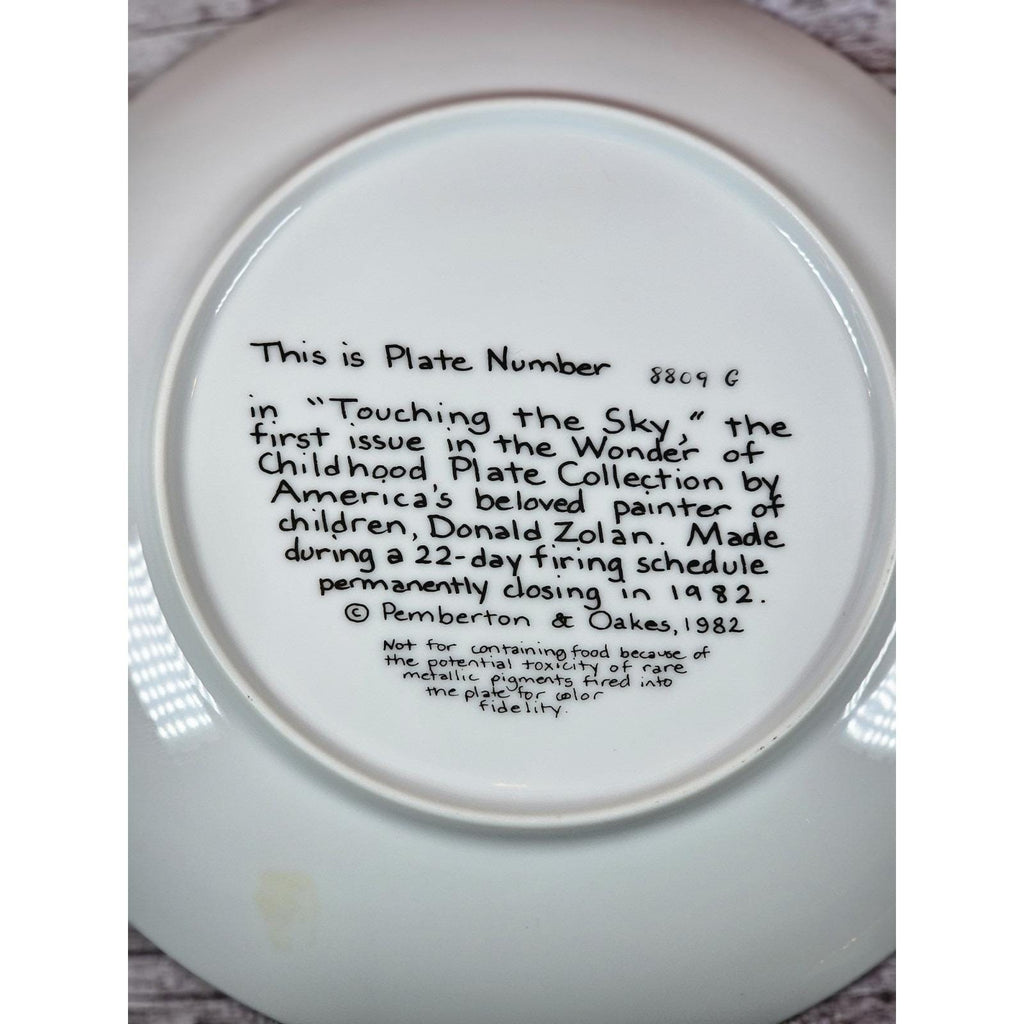 This is Plate Number 8809 G
in "Touching the Sky," the
first issue in the Wonder of
Childhood Plate Collection by
America's beloved painter of
children, Donald Zolan. Made
during a 22-day firing schedule
permanently closing in 1982.
© Pemberton & Oakes, 1982
Not for containing food because of
the potential toxicity of rare
metallic pigments fired into
the plate for color
fidelity.